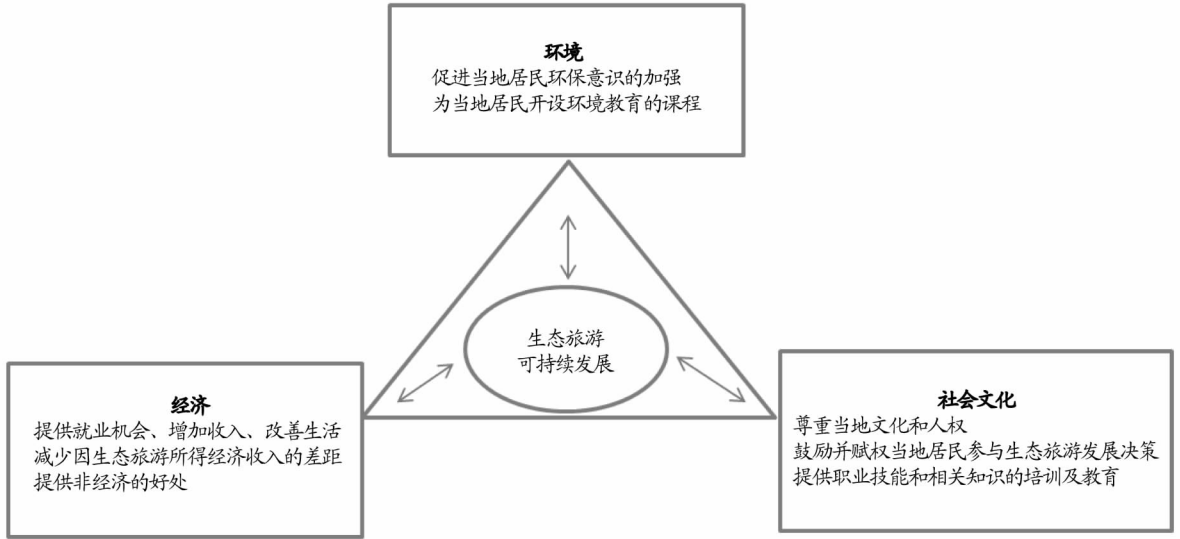 环境
促进当地居民环保意识的加强
为当地居民开设环境教育的课程
生态旅游
可持续发展
经济
提供就业机会、增加收入、改善生活
减少因生态旅游所得经济收入的差距
提供非经济的好处
社会文化
尊重当地文化和人权
鼓励并赋权当地居民参与生态旅游发展决策
提供职业技能和相关知识的培训及教育